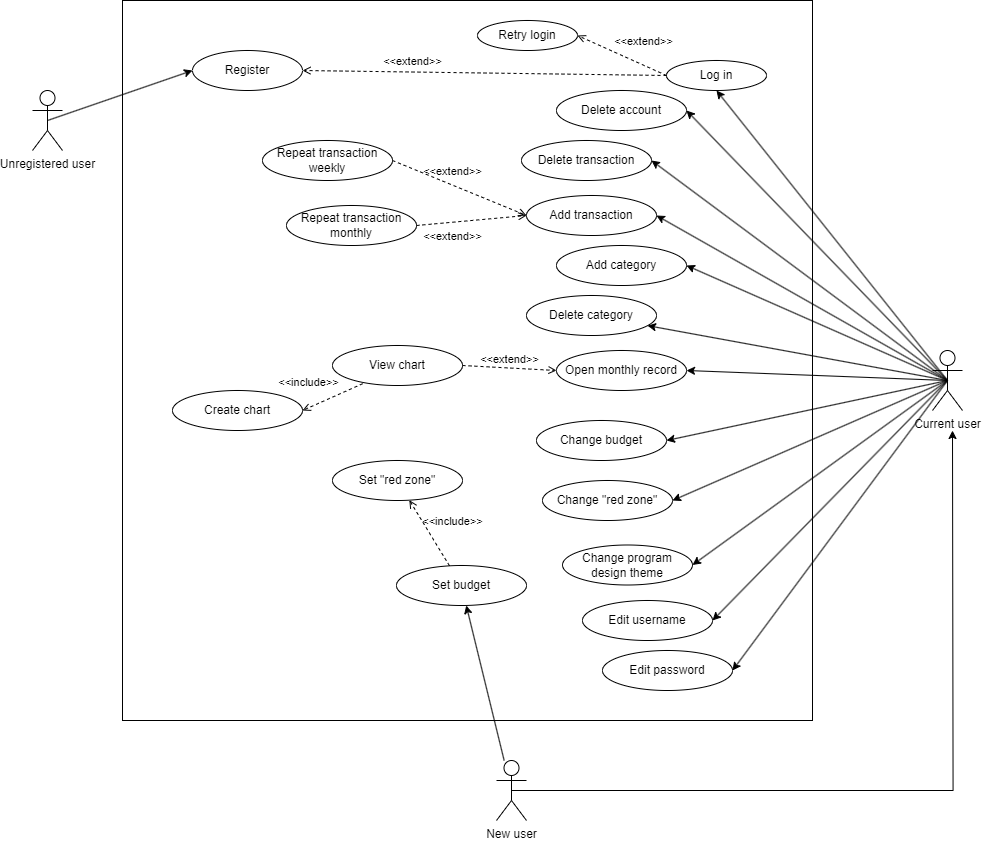 Retry login
<<extend>>
<<extend>>
Register
Log in
Delete account
Unregistered user
Repeat transaction
weekly
<<extend>>
Delete transaction
Repeat transaction
monthly
<<extend>>
Add transaction
Add category
Delete category
View chart
<<extend>>
Open monthly record
<<include>>
Create chart
Current user
Change budget
Set "red zone"
Change "red zone"
<<include>>
Change program
design theme
Set budget
Edit username
Edit password
New user